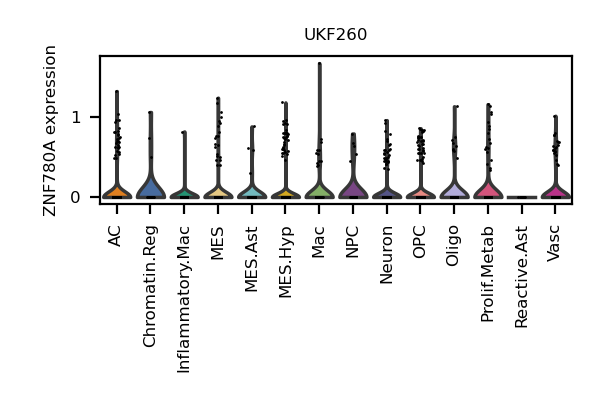 UKF260
ZNF780A expression
1
0
AC
Chromatin.Reg
Inflammatory.Mac
MES
MES.Ast
MES.Hyp
Mac
NPC
Neuron
OPC
Oligo
Prolif.Metab
Reactive.Ast
Vasc